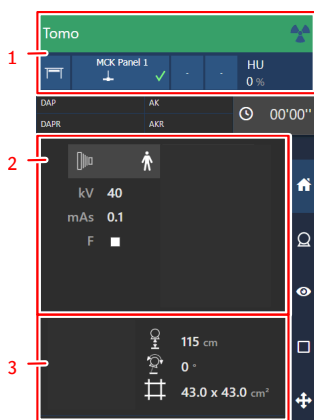 Tomo
1
MCK Panel 1
- -
HU
0 %
DAP AK
00'00''
DAPR AKR
2
kV 40
mAs 0.1
F
3
115 cm
0 °
43.0 x 43.0 cm²